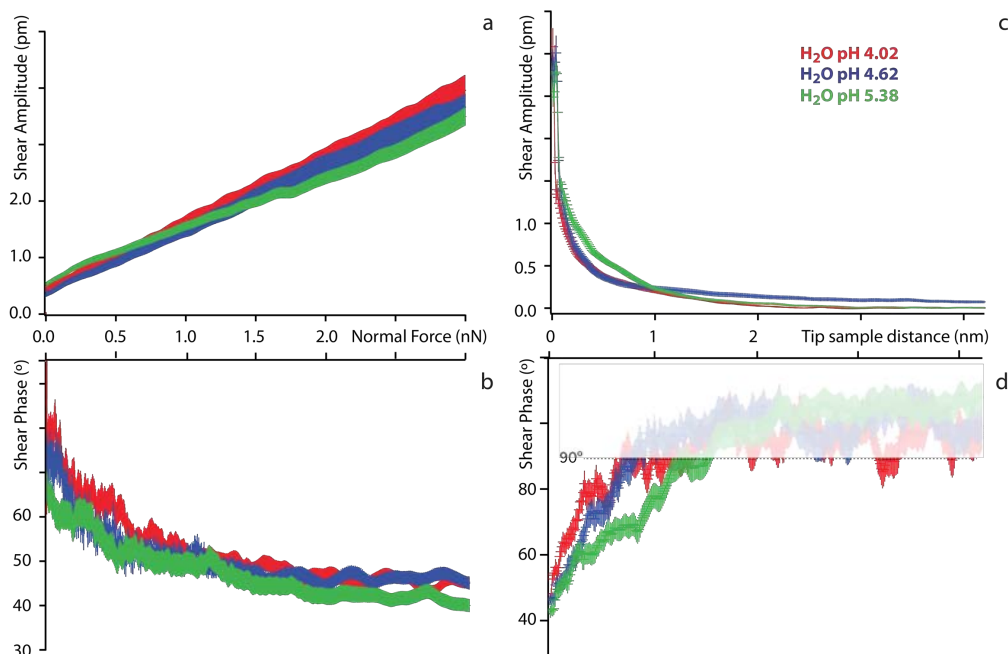 a
Shear Amplitude (pm)
2.0
1.0
0.0
0.0 0.5 1.0 1.5 2.0 Normal Force (nN)
b
Shear Phase (º)
60
50
40
30
c
Shear Amplitude (pm)
H2O pH 4.02
H2O pH 4.62
H2O pH 5.38
1.0
0.5
0.0
0 1 2 Tip sample distance (nm)
d
Shear Phase (º)
90°
80
60
40